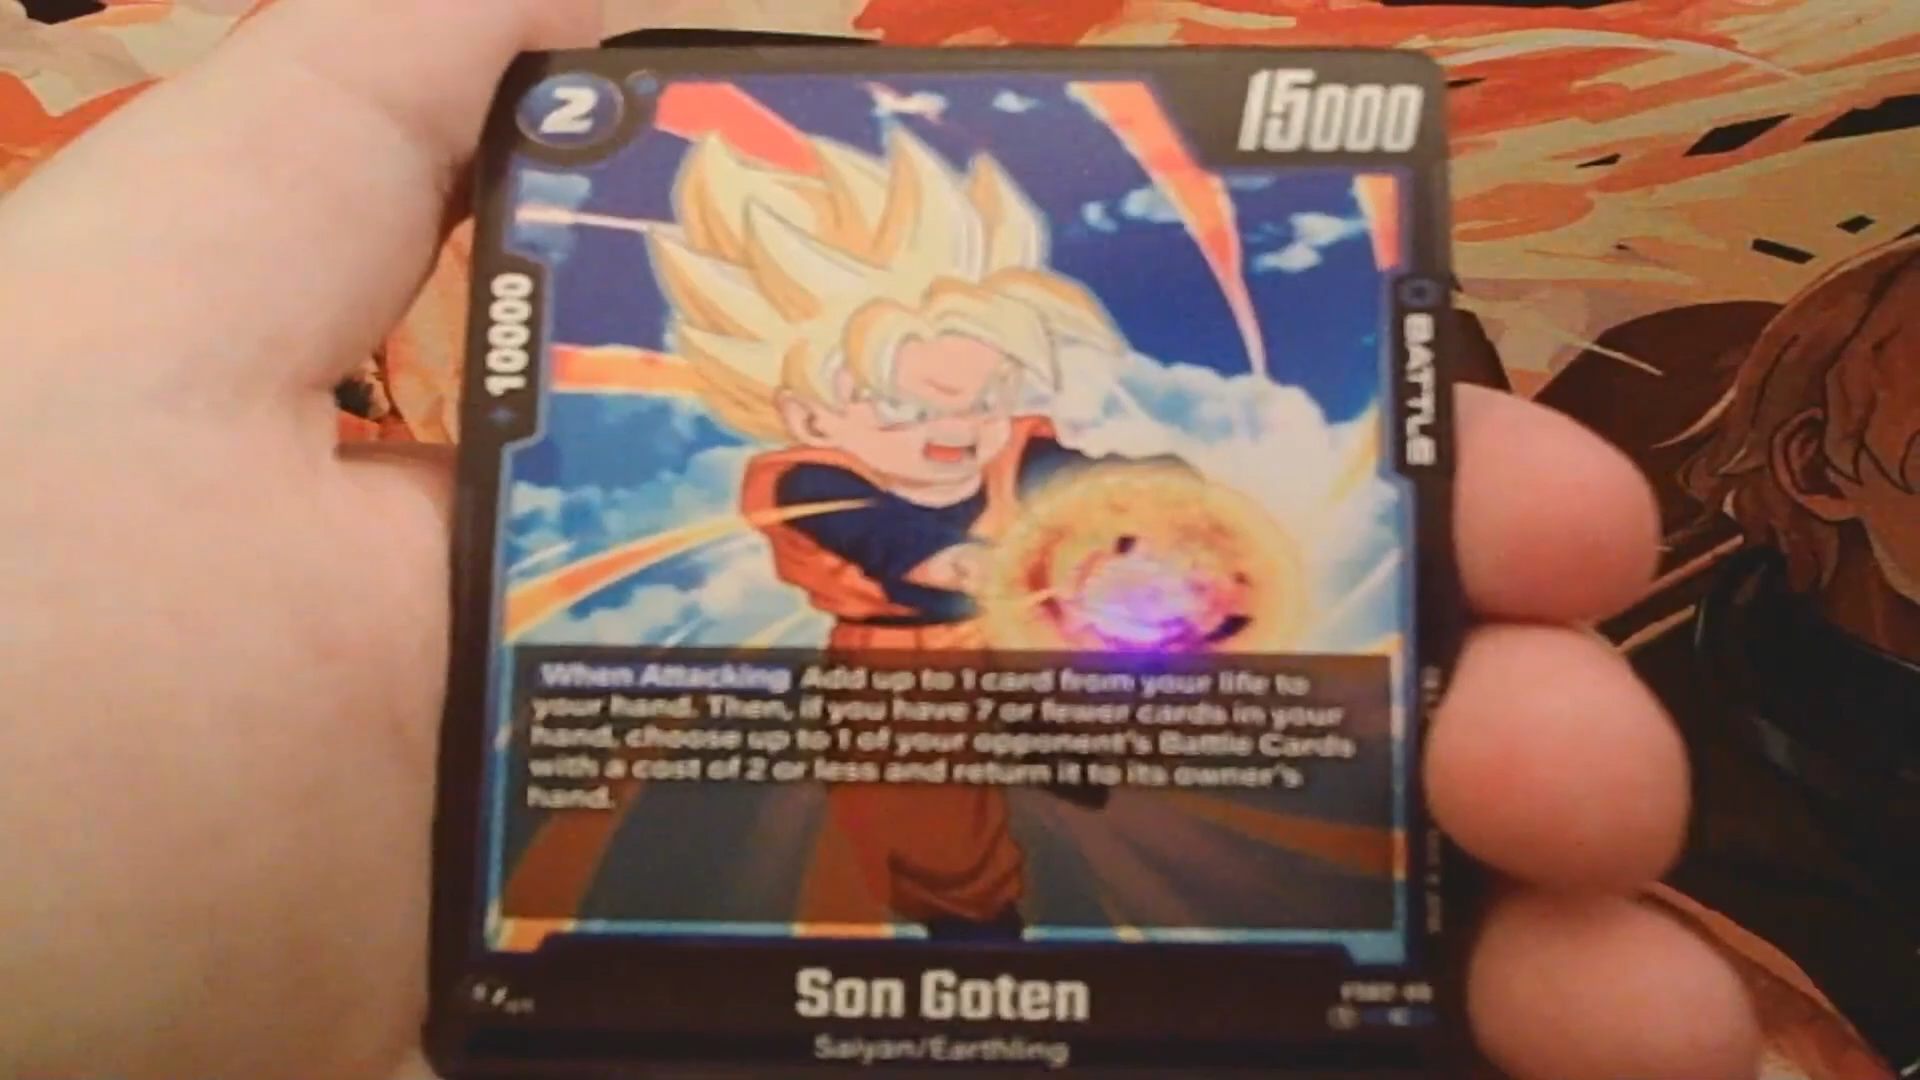 2
15000
10000
BATTLE
When Attacking Add up to 1 card from your life to
your hand. Then, if you have 7 or fewer cards in your
hand, choose up to 1 of your opponent's Battle Cards
with a cost of 2 or less and return it to its owner's
hand.
Son Goten
Saiyan/Earthling